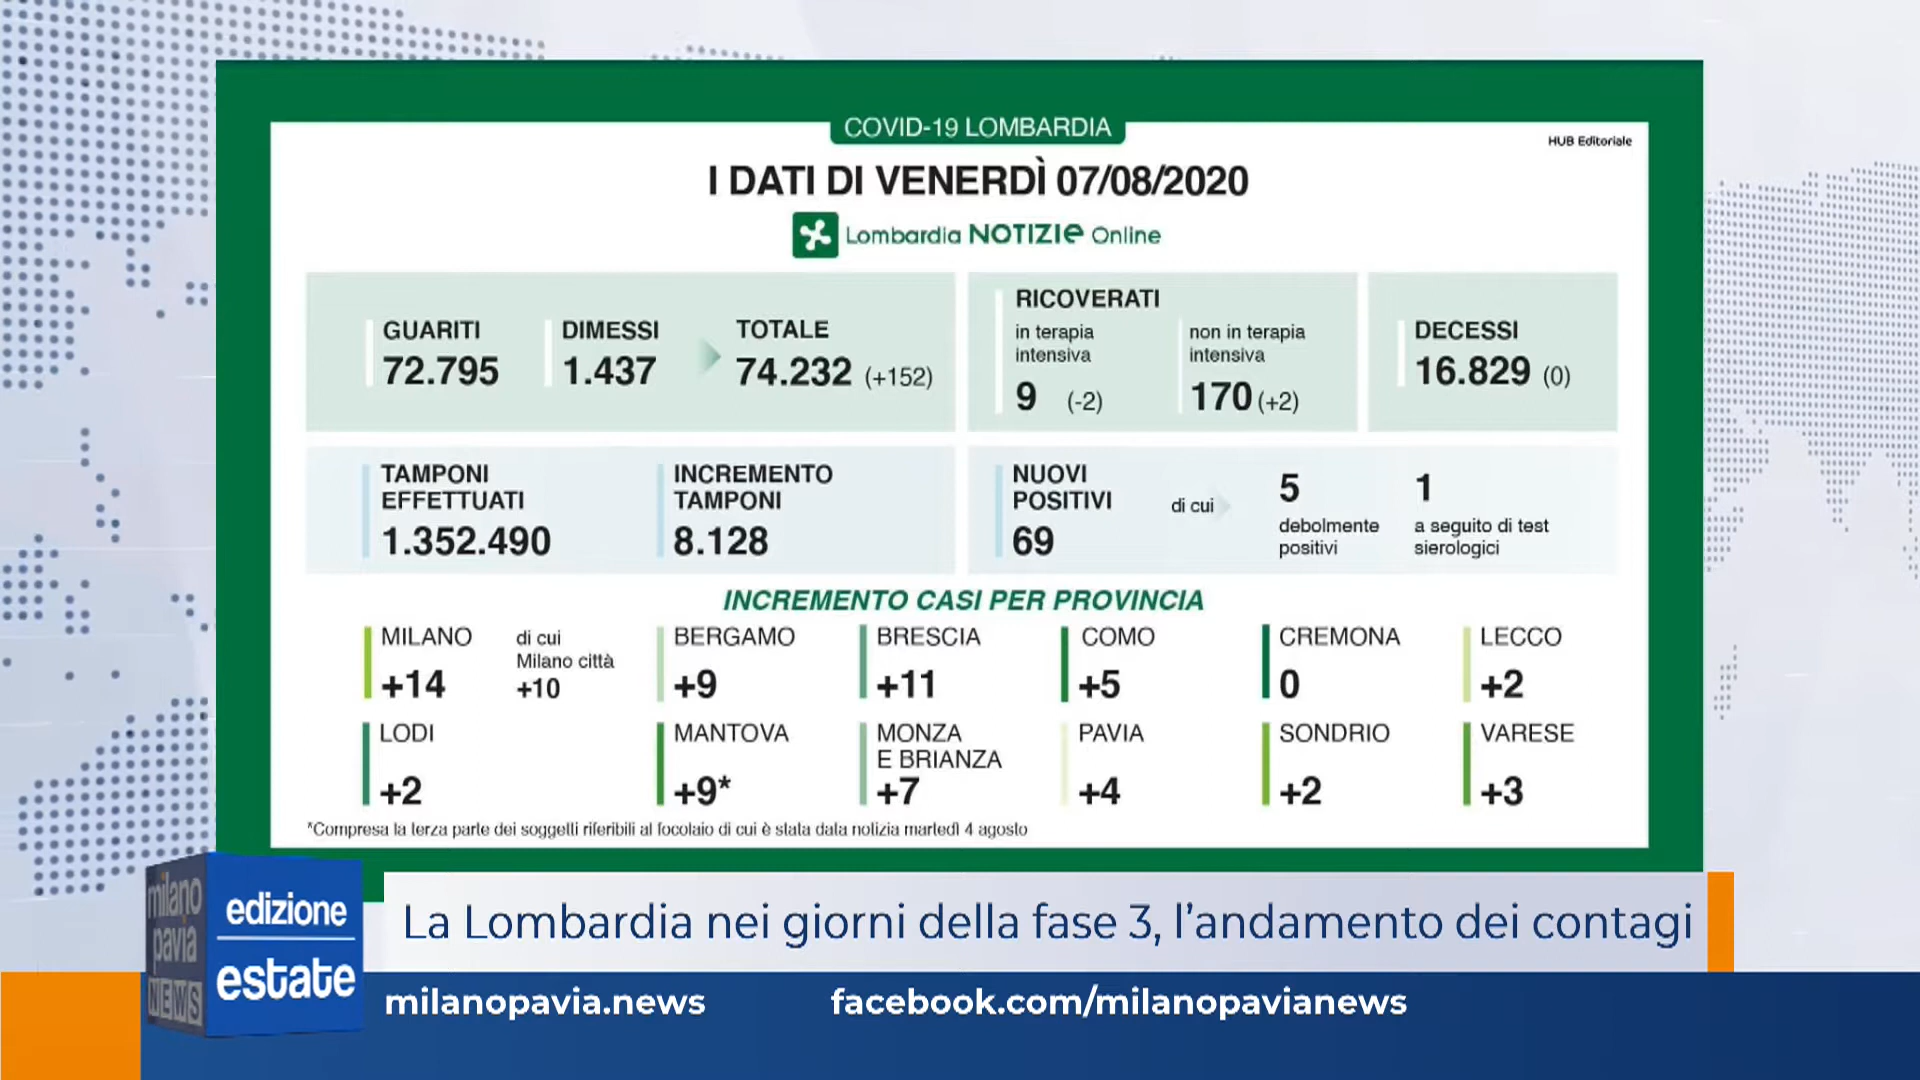 COVID-19 LOMBARDIA
HUB Editoriale
I DATI DI VENERDÌ 07/08/2020
Lombardia NOTIZIE Online
GUARITI
72.795
DIMESSI
1.437
TOTALE
74.232 (+152)
RICOVERATI
in terapia
intensiva
9 (-2)
non in terapia
intensiva
170 (+2)
DECESSI
16.829 (0)
TAMPONI
EFFETTUATI
1.352.490
INCREMENTO
TAMPONI
8.128
NUOVI
POSITIVI
69
di cui
5
debolmente
positivi
1
a seguito di test
sierologici
INCREMENTO CASI PER PROVINCIA
MILANO
+14
di cui
Milano città
+10
BERGAMO
+9
BRESCIA
+11
COMO
+5
CREMONA
0
LECCO
+2
LODI
+2
MANTOVA
+9*
MONZA
E BRIANZA
+7
PAVIA
+4
SONDRIO
+2
VARESE
+3
*Compresa la terza parte dei soggetti riferibili al focolaio di cui è stata data notizia martedì 4 agosto
milano
pavia
NEWS
edizione
estate
La Lombardia nei giorni della fase 3, l'andamento dei contagi
milanopavia.news
facebook.com/milanopavianews